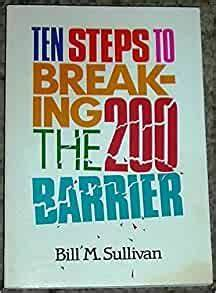 TEN STEPS TO
BREAK-
ING 200
THE
BARRIER
Bill M. Sullivan